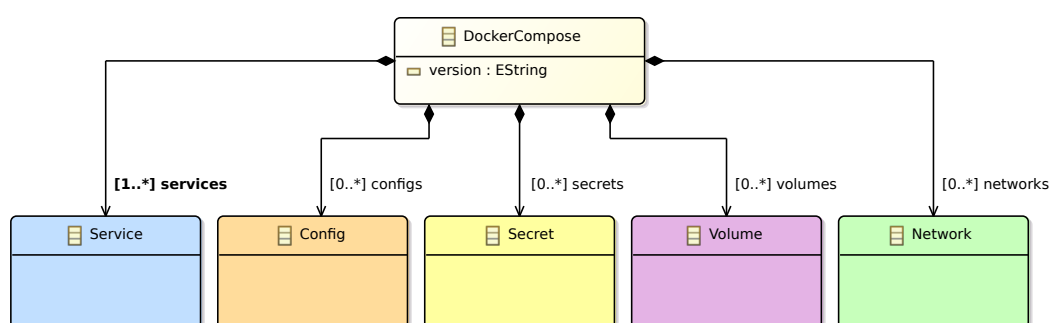 DockerCompose
version : EString
[1..*] services
[0..*] configs
[0..*] secrets
[0..*] volumes
[0..*] networks
Service
Config
Secret
Volume
Network